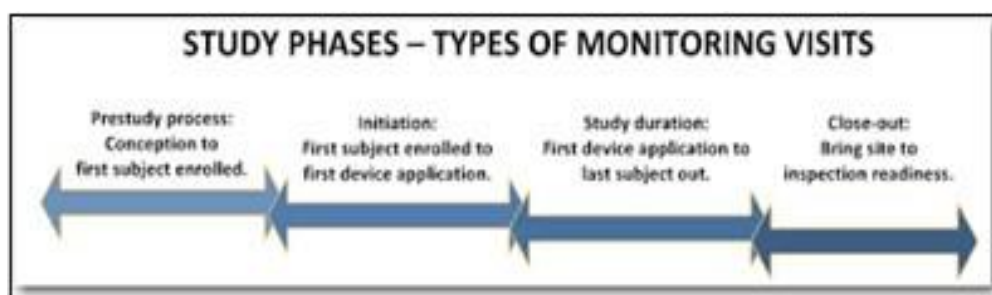 STUDY PHASES – TYPES OF MONITORING VISITS
Prestudy process:
Conception to
first subject enrolled.
Initiation:
First subject enrolled to
first device application.
Study duration:
First device application to
last subject out.
Close-out:
Bring site to
inspection readiness.